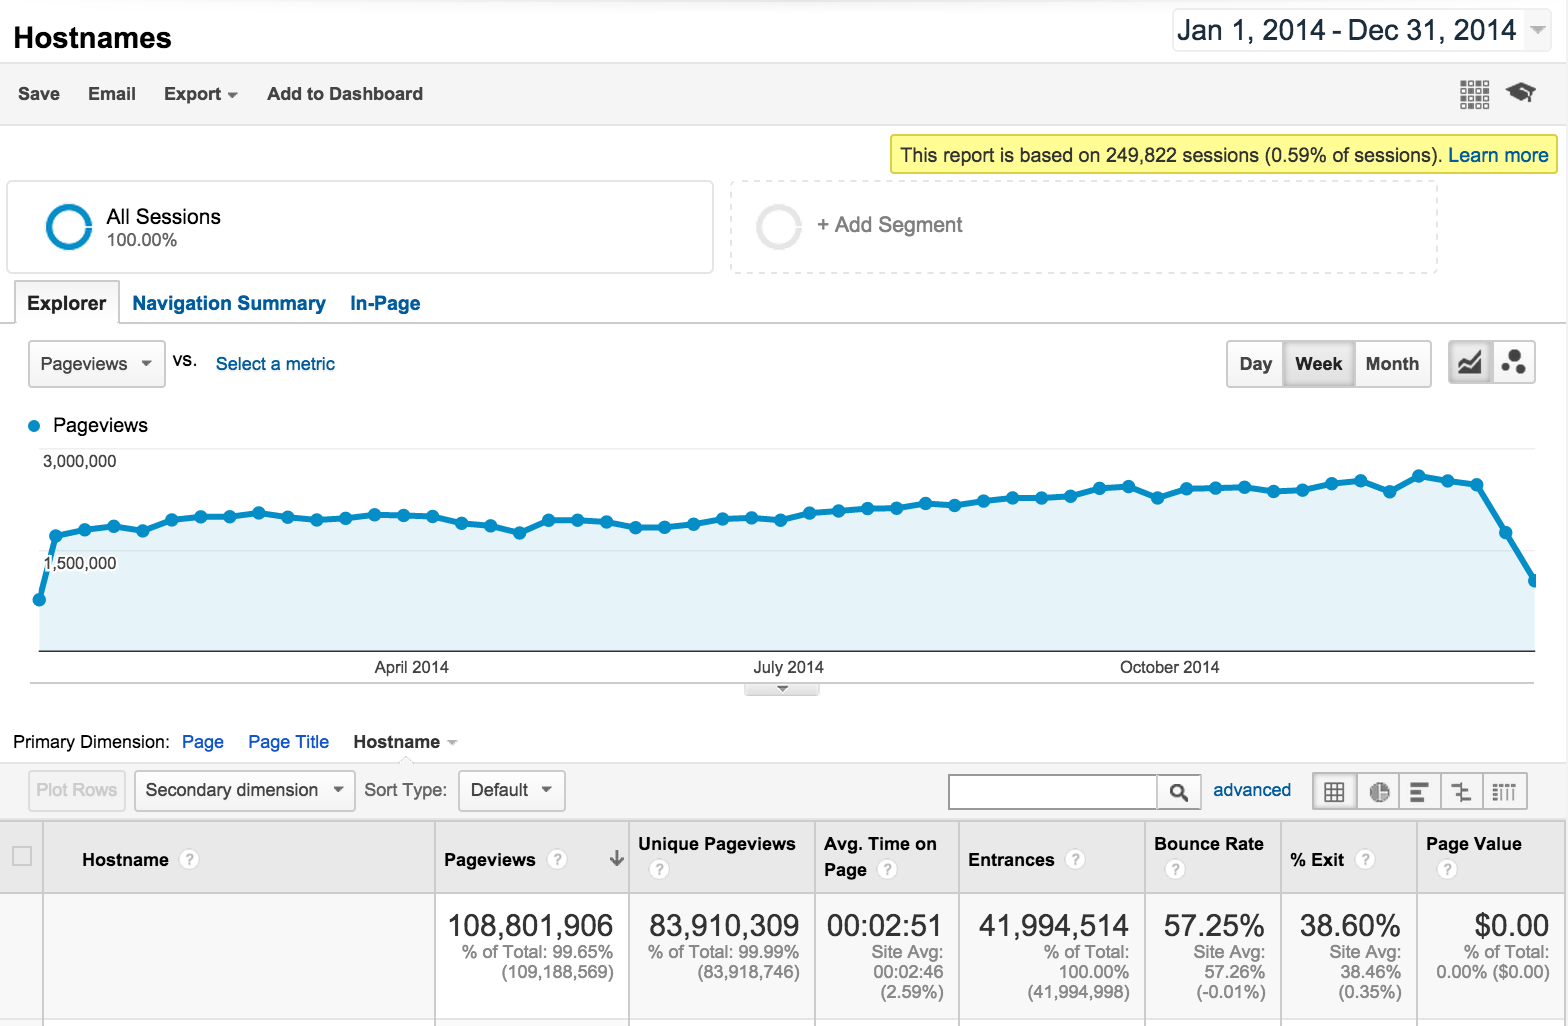 Hostnames
Jan 1, 2014 - Dec 31, 2014
Save Email Export Add to Dashboard
This report is based on 249,822 sessions (0.59% of sessions). Learn more
All Sessions
100.00%
+ Add Segment
Explorer Navigation Summary In-Page
Pageviews vs. Select a metric
Day Week Month
Pageviews
3,000,000
1,500,000
April 2014 July 2014 October 2014
Primary Dimension: Page Page Title Hostname
Plot Rows Secondary dimension Sort Type: Default advanced
Hostname ? Pageviews ? Unique Pageviews ? Avg. Time on Page ? Entrances ? Bounce Rate ? % Exit ? Page Value ?
108,801,906 83,910,309 00:02:51 41,994,514 57.25% 38.60% $0.00
% of Total: 99.65% % of Total: 99.99% Site Avg: % of Total: Site Avg: Site Avg: % of Total:
(109,188,569) (83,918,746) 00:02:46 100.00% 57.26% 38.46% 0.00% ($0.00)
(2.59%) (41,994,998) (-0.01%) (0.35%)